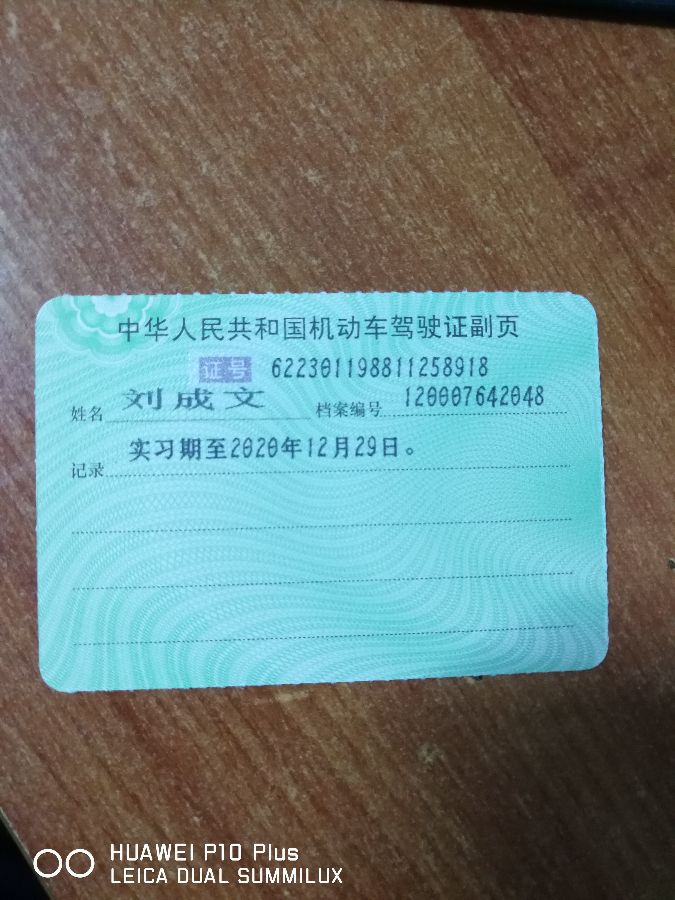 中华人民共和国机动车驾驶证副页
证号 622301198811258918
姓名 刘成文 档案编号 120007642048
记录 实习期至2020年12月29日。
HUAWEI P10 Plus
LEICA DUAL SUMMILUX